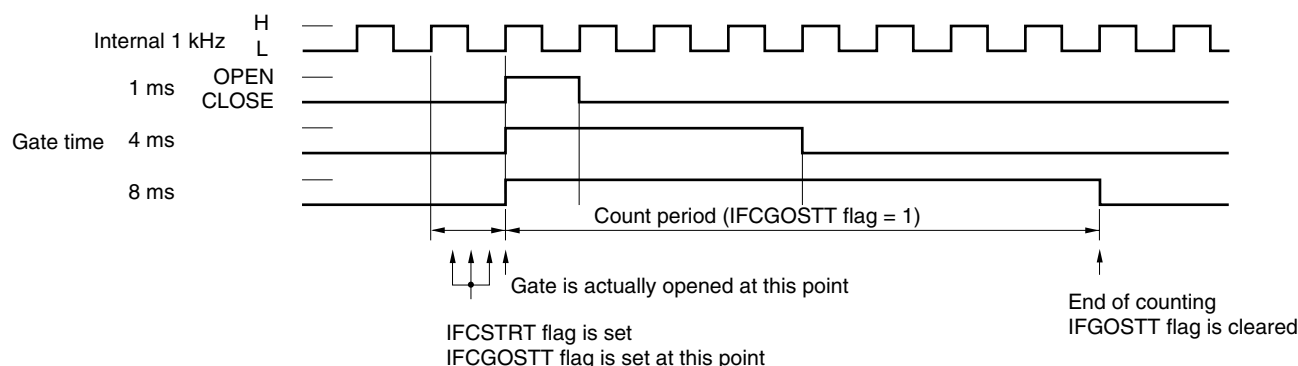 H
Internal 1 kHz
L
OPEN
1 ms
CLOSE
Gate time 4 ms
8 ms
Count period (IFCGOSTT flag = 1)
Gate is actually opened at this point
End of counting
IFGOSTT flag is cleared
IFCSTRT flag is set
IFCGOSTT flag is set at this point